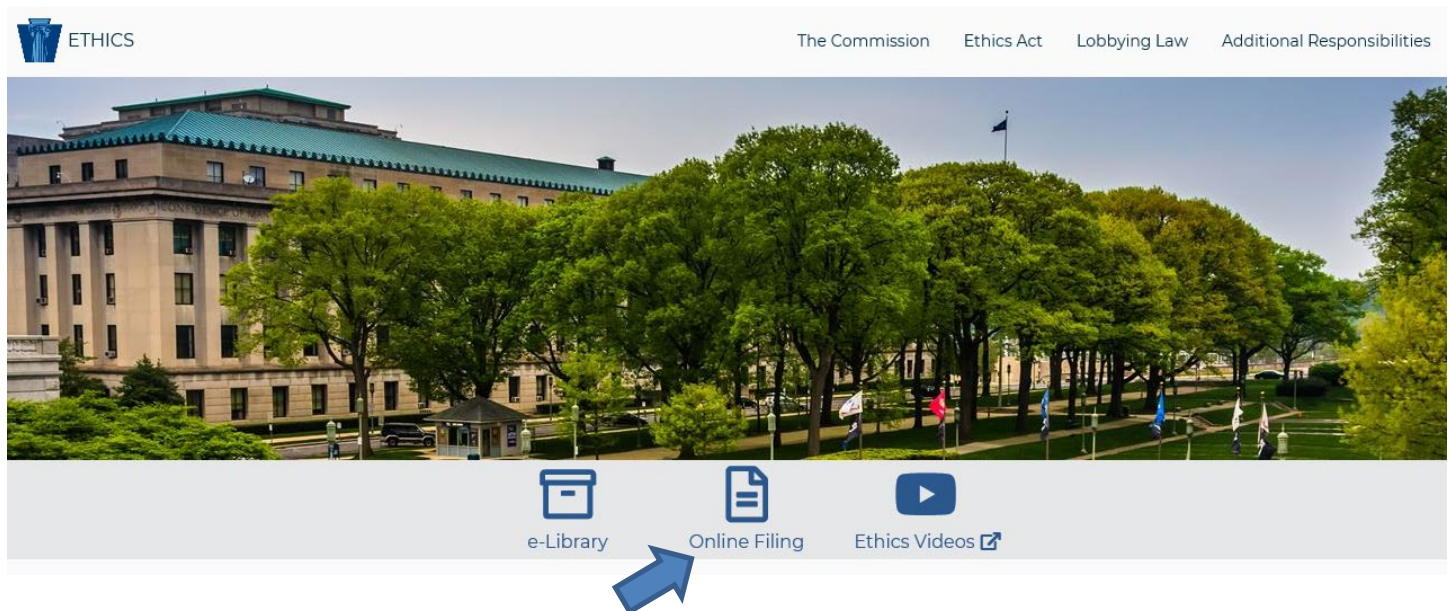 ETHICS
The Commission Ethics Act Lobbying Law Additional Responsibilities
e-Library Online Filing Ethics Videos